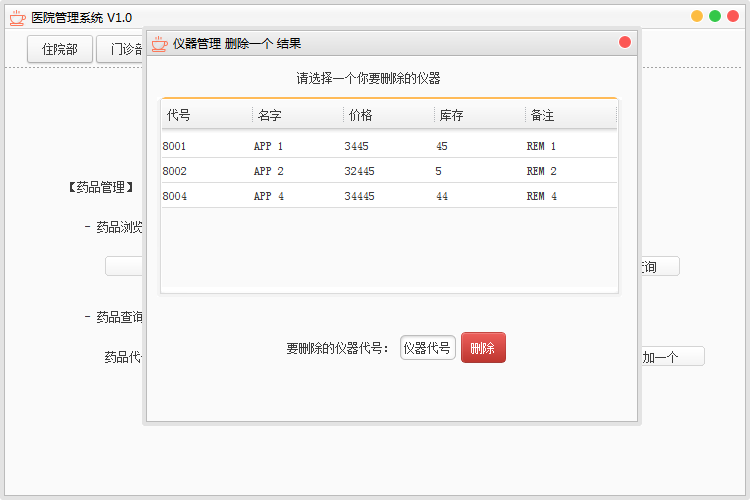 医院管理系统 V1.0
住院部 门诊部
仪器管理 删除一个 结果
请选择一个你要删除的仪器
代号 名字 价格 库存 备注
8001 APP 1 3445 45 REM 1
8002 APP 2 32445 5 REM 2
8004 APP 4 34445 44 REM 4
【药品管理】
- 药品浏览
查询
- 药品查询
要删除的仪器代号: 仪器代号 删除
药品代
加一个